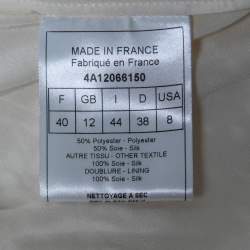 MADE IN FRANCE
Fabriqué en France
4A12066150
F GB I D USA
40 12 44 38 8
50% Polyester - Polyester
50% Soie - Silk
AUTRE TISSU - OTHER TEXTILE
100% Soie - Silk
DOUBLURE - LINING
100% Soie - Silk
NETTOYAGE A SEC